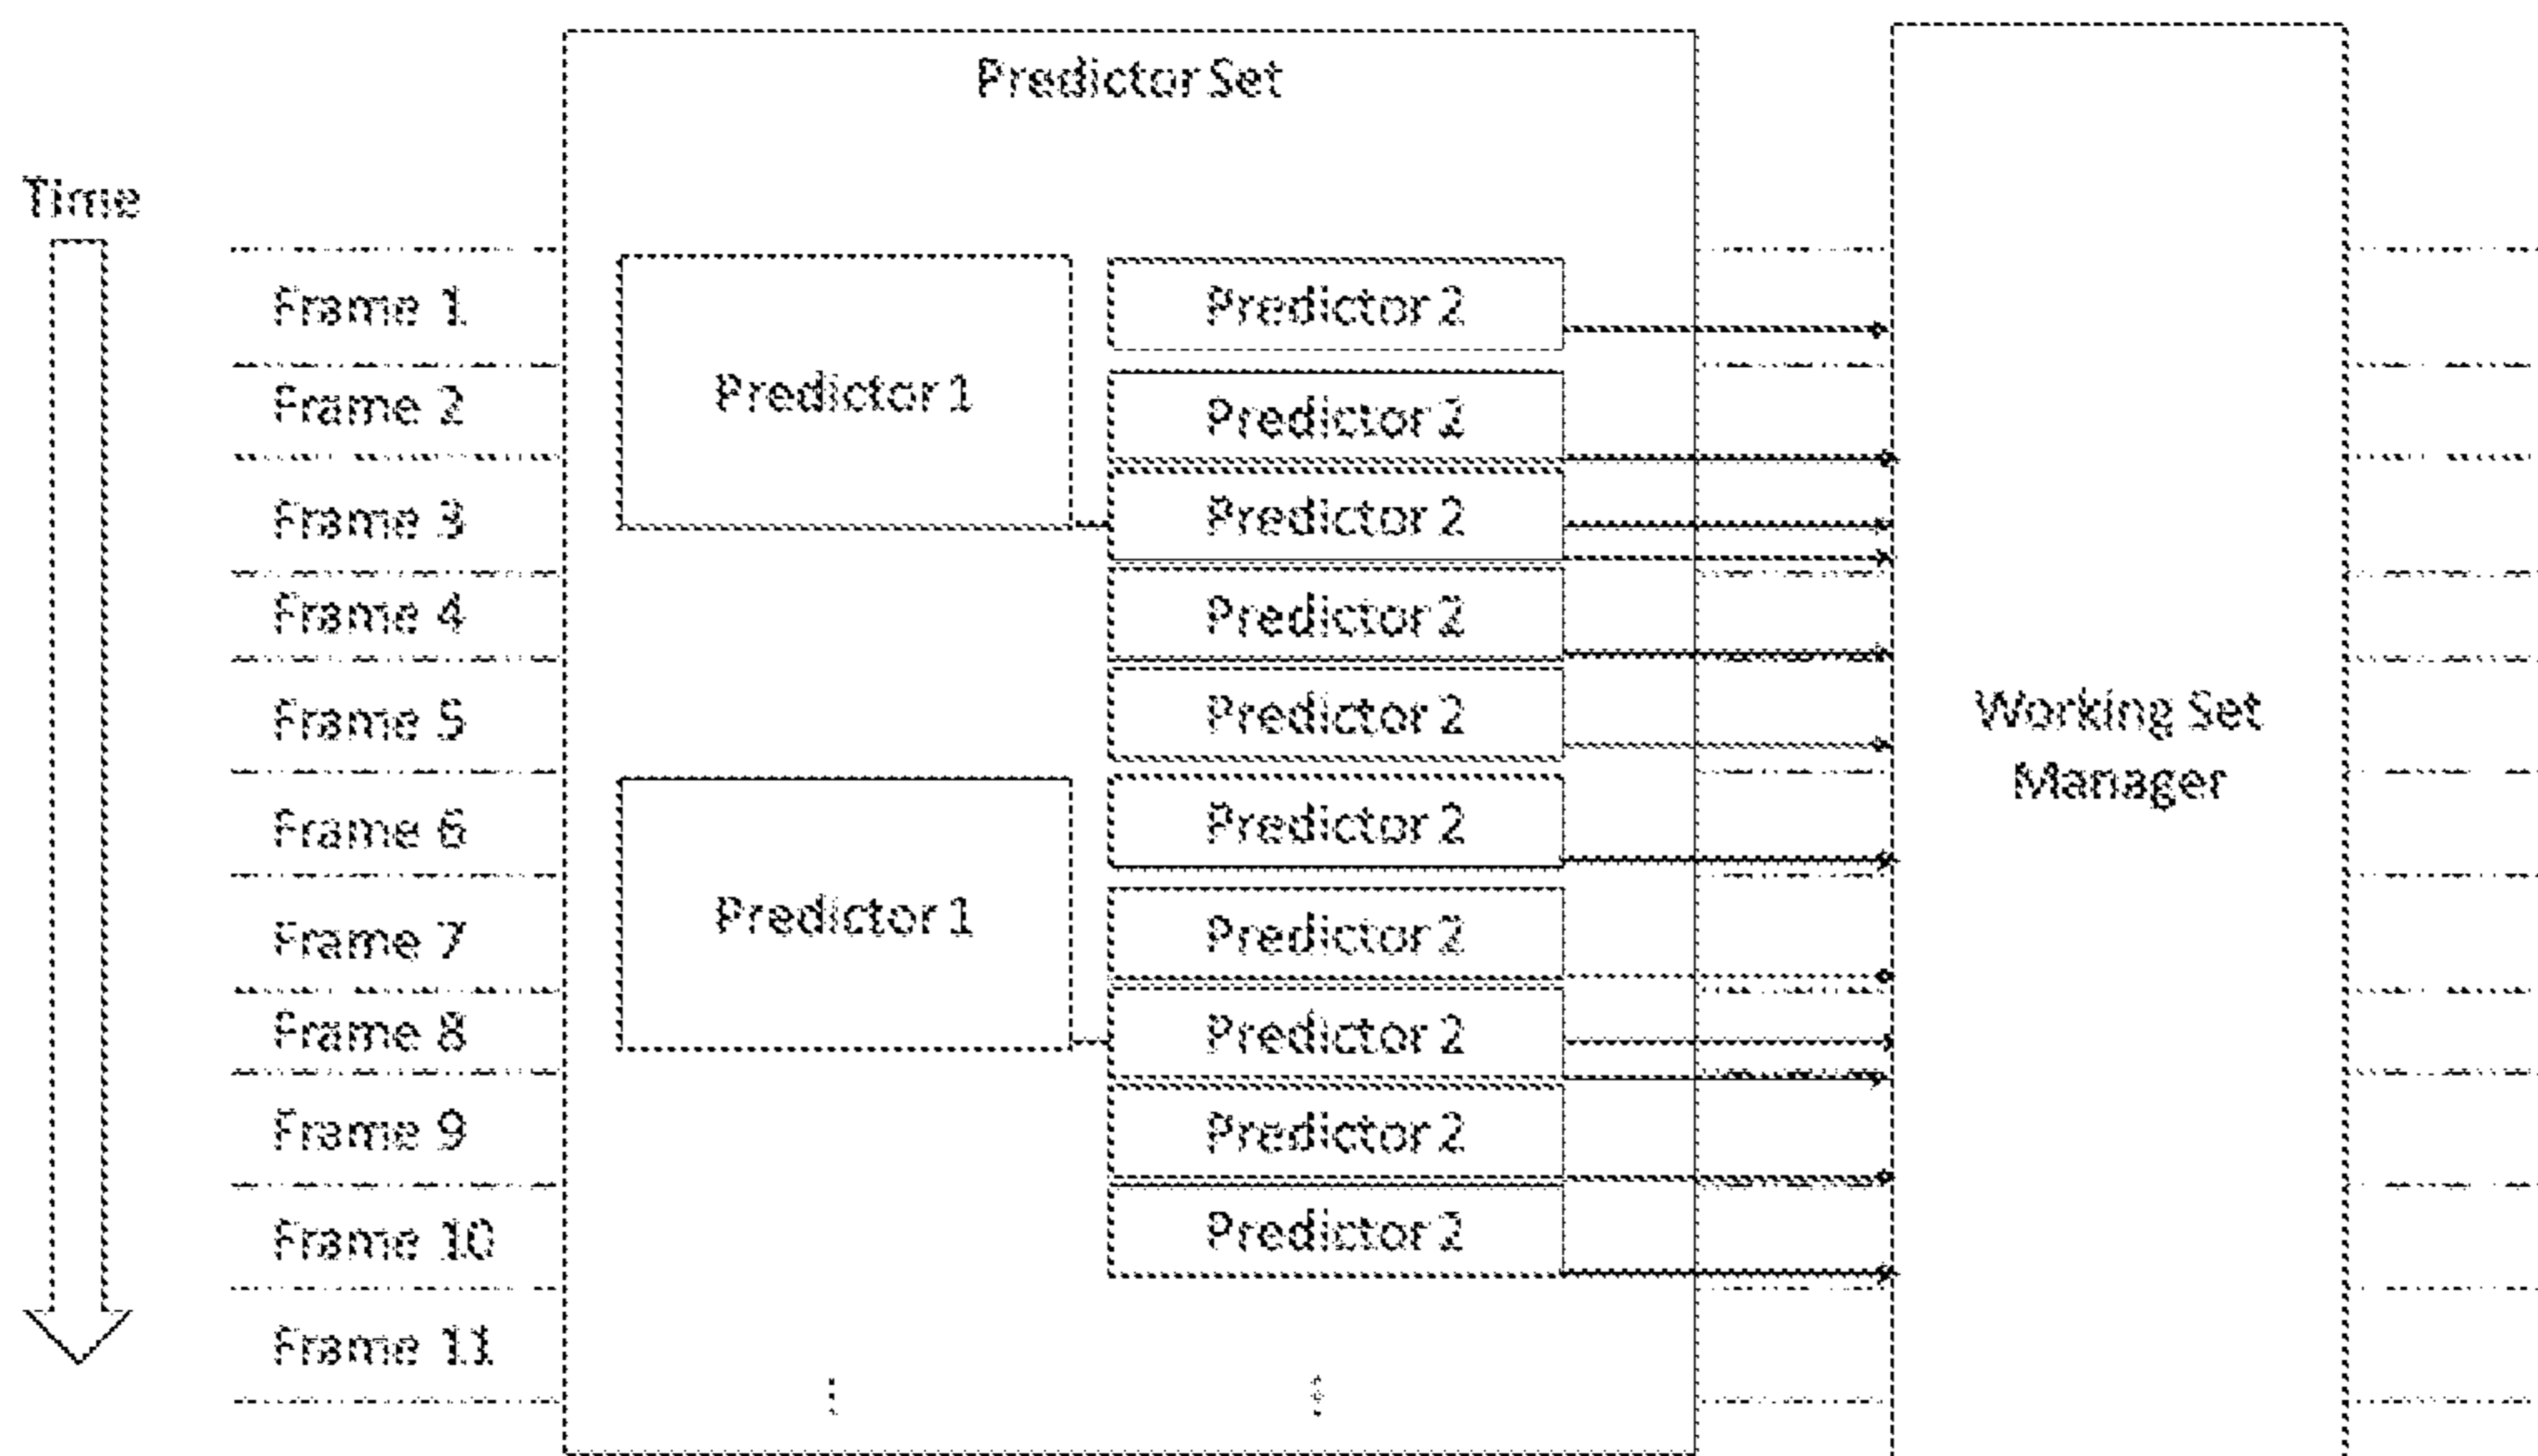 Predictor Set
Time
Frame 1
Predictor 2
Predictor 1
Frame 2
Predictor 2
Frame 3
Predictor 2
Frame 4
Predictor 2
Frame 5
Predictor 2
Working Set
Manager
Frame 6
Predictor 2
Predictor 1
Frame 7
Predictor 2
Frame 8
Predictor 2
Frame 9
Predictor 2
Frame 10
Predictor 2
Frame 11